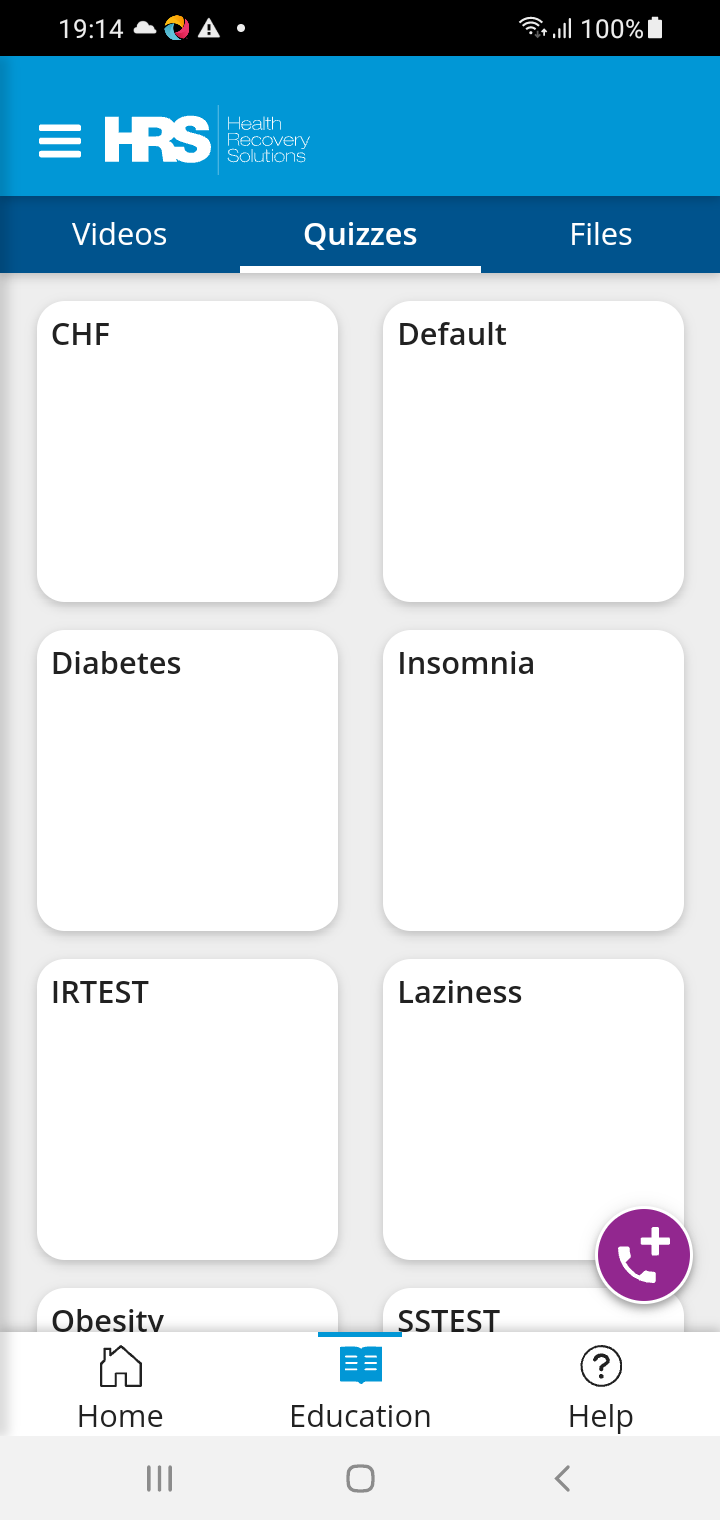 19:14 100%
HRS Health
Recovery
Solutions
Videos Quizzes Files
CHF Default
Diabetes Insomnia
IRTEST Laziness
Obesity SSTEST
Home Education Help